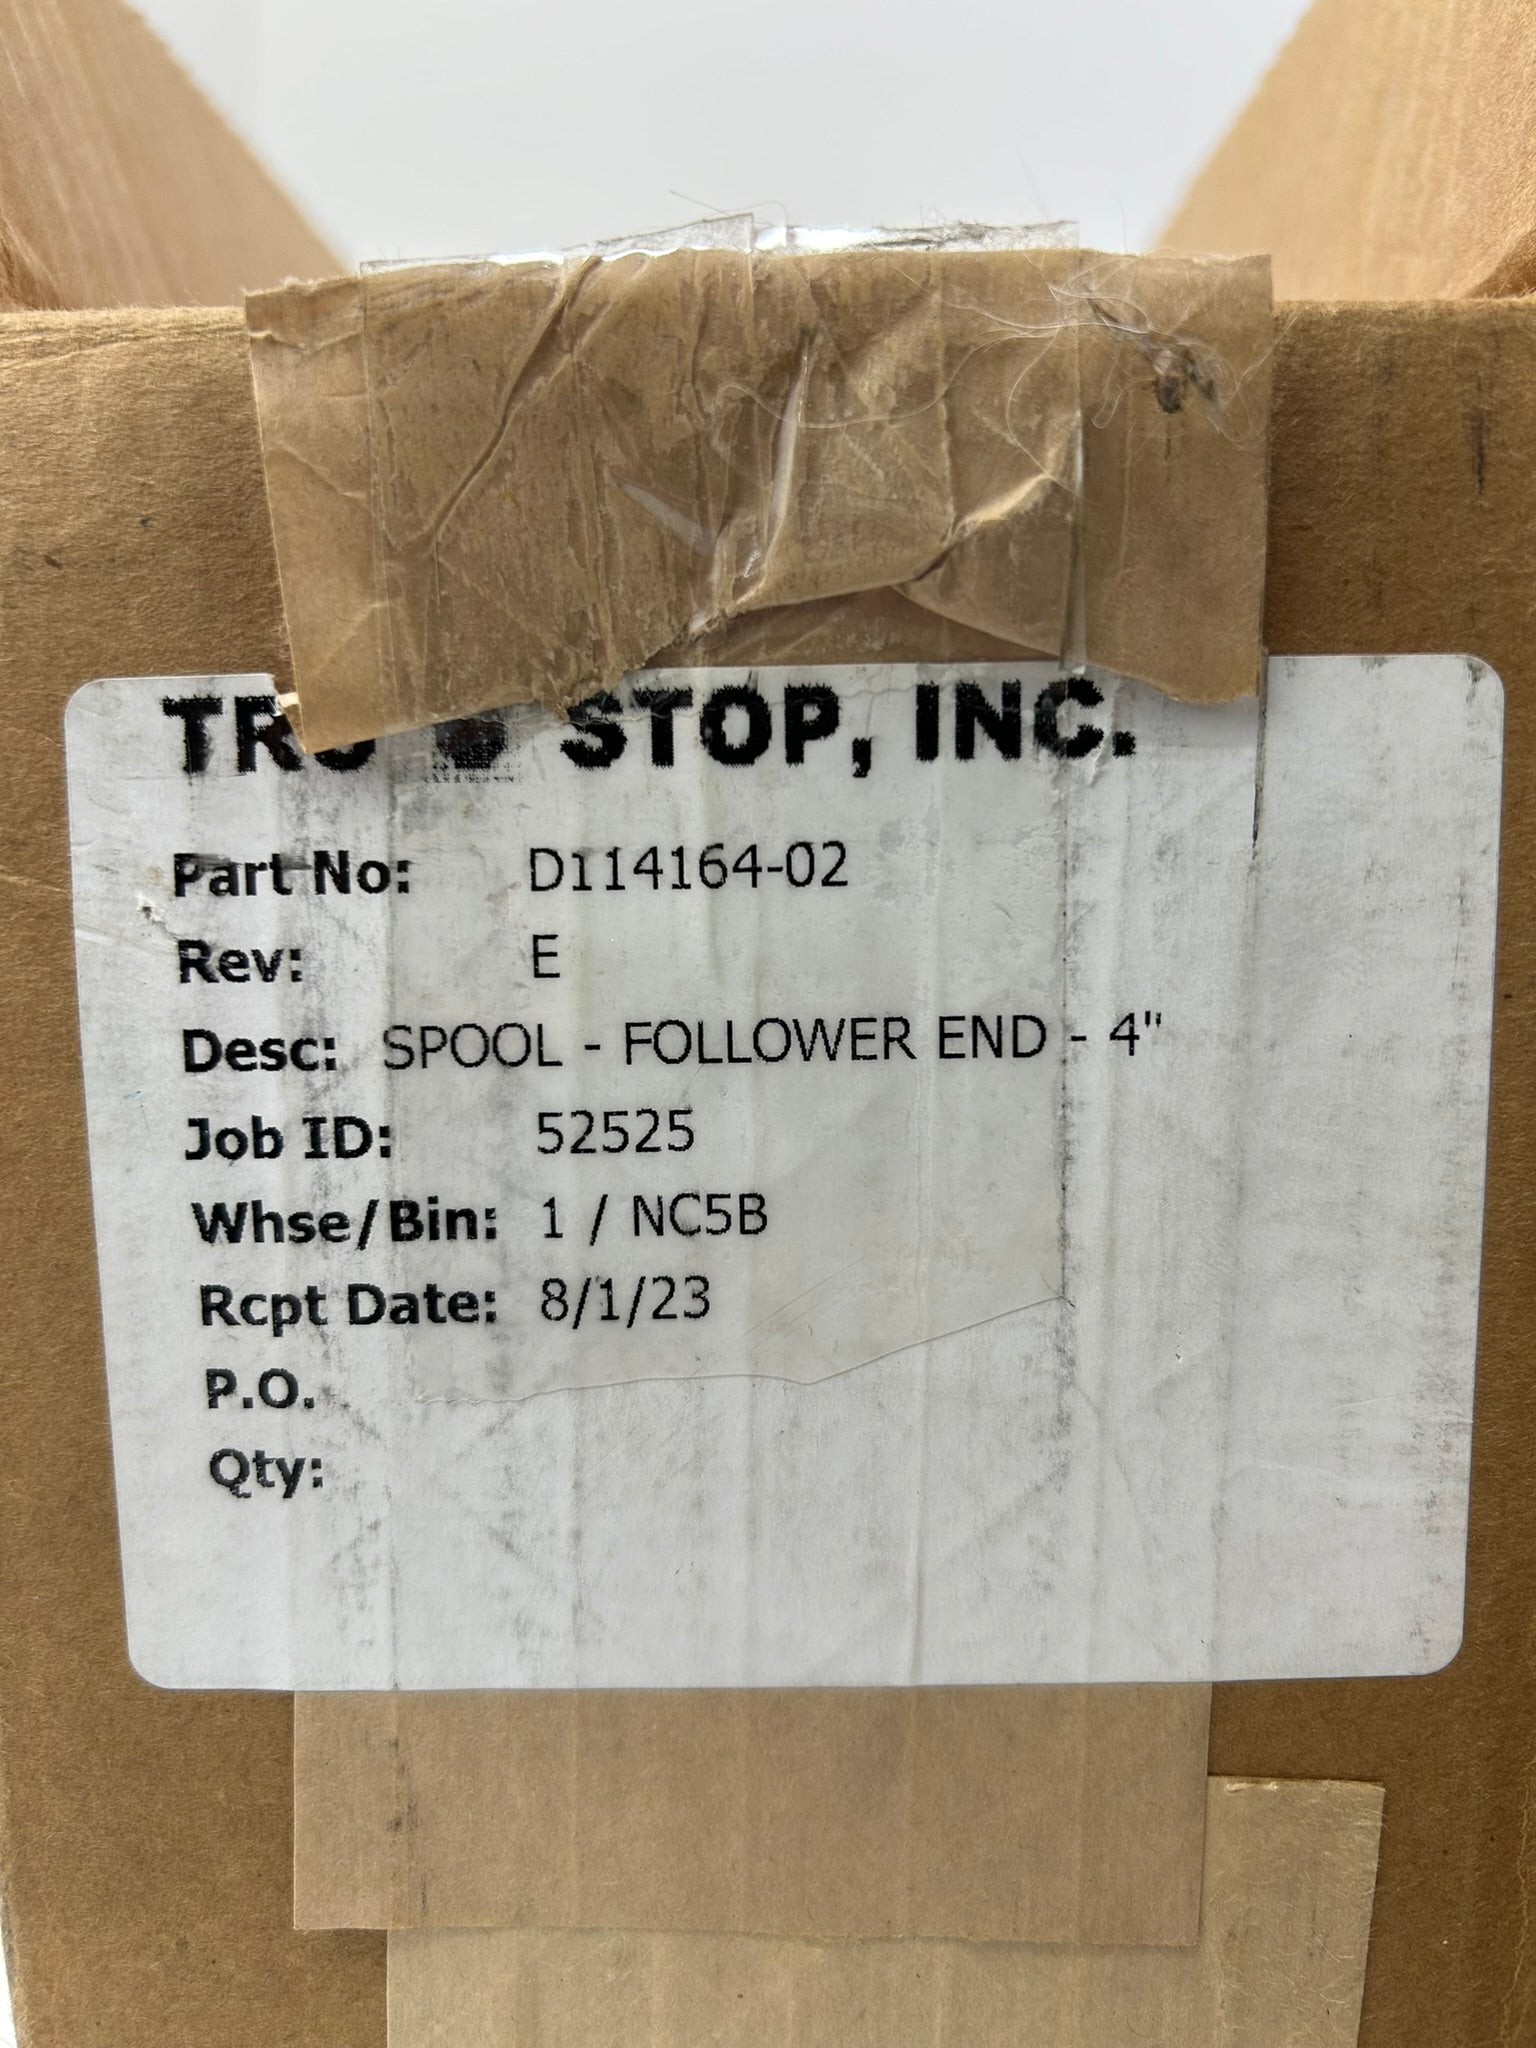 STOP, INC.
Part No: D114164-02
Rev: E
Desc: SPOOL - FOLLOWER END - 4"
Job ID: 52525
Whse/Bin: 1 / NC5B
Rcpt Date: 8/1/23
P.O.
Qty: